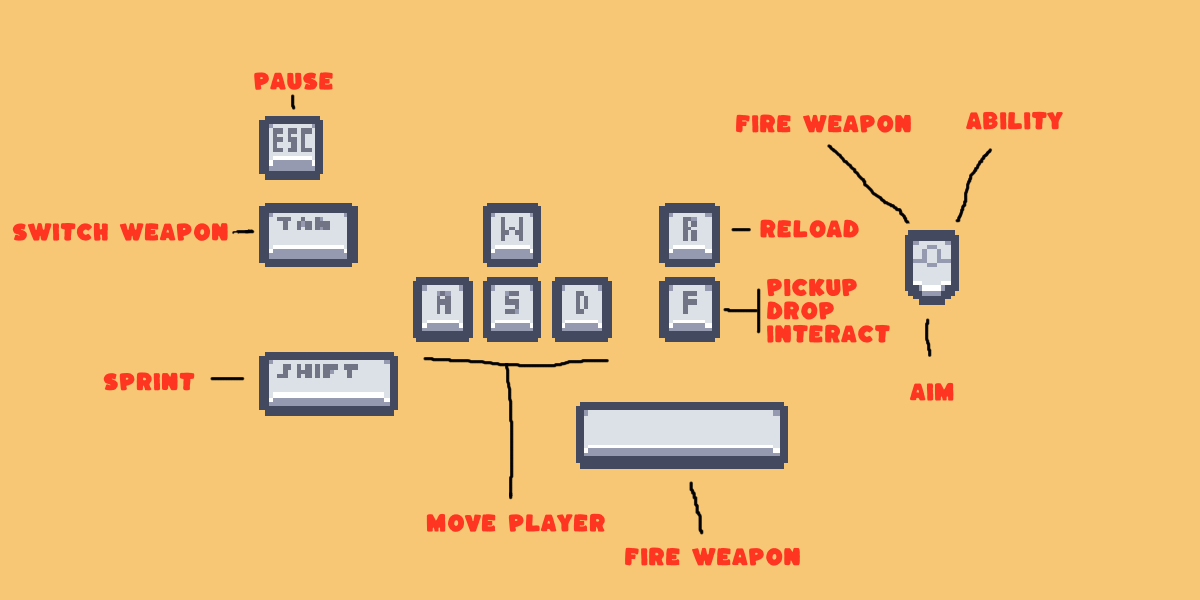 PAUSE
ESC
FIRE WEAPON
ABILITY
SWITCH WEAPON
TAB
W
R
RELOAD
A
S
D
F
PICKUP
DROP
INTERACT
SPRINT
SHIFT
AIM
MOVE PLAYER
FIRE WEAPON